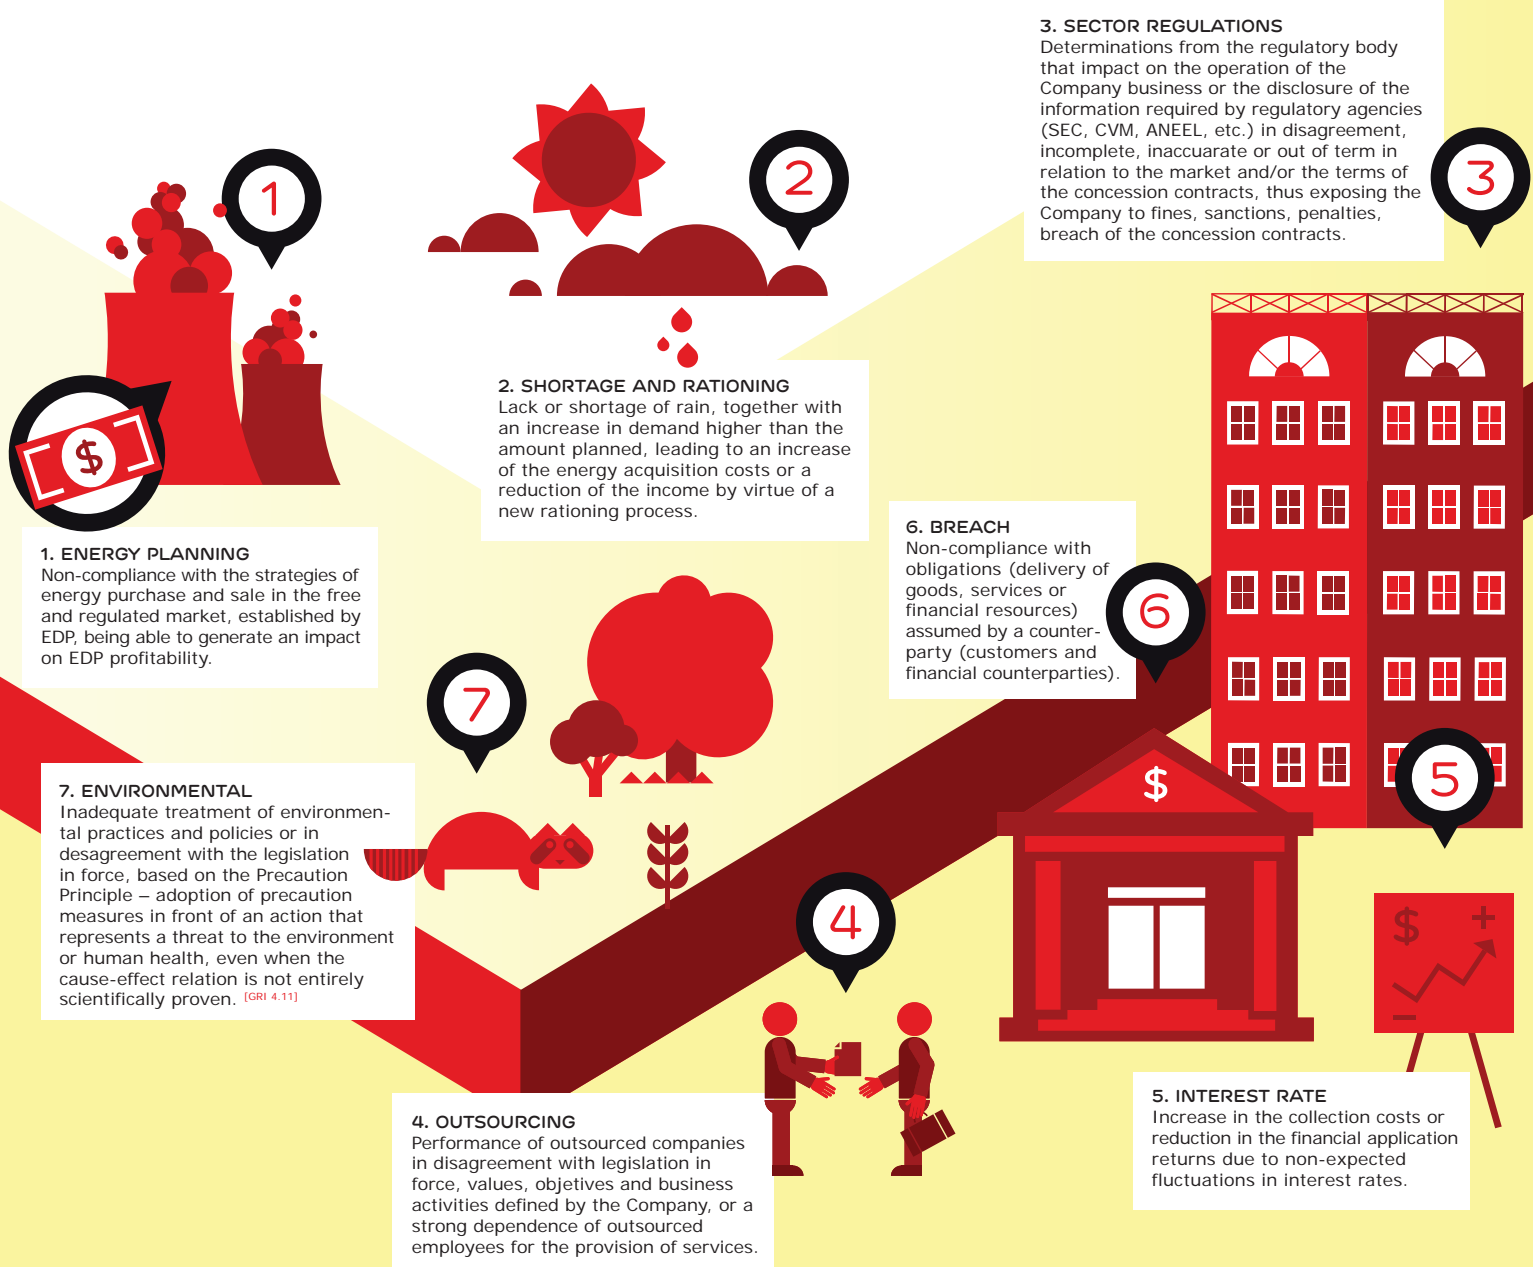 3. SECTOR REGULATIONS
Determinations from the regulatory body
that impact on the operation of the
Company business or the disclosure of the
information required by regulatory agencies
(SEC, CVM, ANEEL, etc.) in disagreement,
incomplete, inaccuarate or out of term in
relation to the market and/or the terms of
the concession contracts, thus exposing the
Company to fines, sanctions, penalties,
breach of the concession contracts.
1
2
3
2. SHORTAGE AND RATIONING
Lack or shortage of rain, together with
an increase in demand higher than the
amount planned, leading to an increase
of the energy acquisition costs or a
reduction of the income by virtue of a
new rationing process.
$
1. ENERGY PLANNING
Non-compliance with the strategies of
energy purchase and sale in the free
and regulated market, established by
EDP, being able to generate an impact
on EDP profitability.
6. BREACH
Non-compliance with
obligations (delivery of
goods, services or
financial resources)
assumed by a counter-
party (customers and
financial counterparties).
6
7
7. ENVIRONMENTAL
Inadequate treatment of environmen-
tal practices and policies or in
desagreement with the legislation
in force, based on the Precaution
Principle – adoption of precaution
measures in front of an action that
represents a threat to the environment
or human health, even when the
cause-effect relation is not entirely
scientifically proven. [GRI 4.11]
$
5
4
$ +
−
4. OUTSOURCING
Performance of outsourced companies
in disagreement with legislation in
force, values, objetives and business
activities defined by the Company, or a
strong dependence of outsourced
employees for the provision of services.
5. INTEREST RATE
Increase in the collection costs or
reduction in the financial application
returns due to non-expected
fluctuations in interest rates.